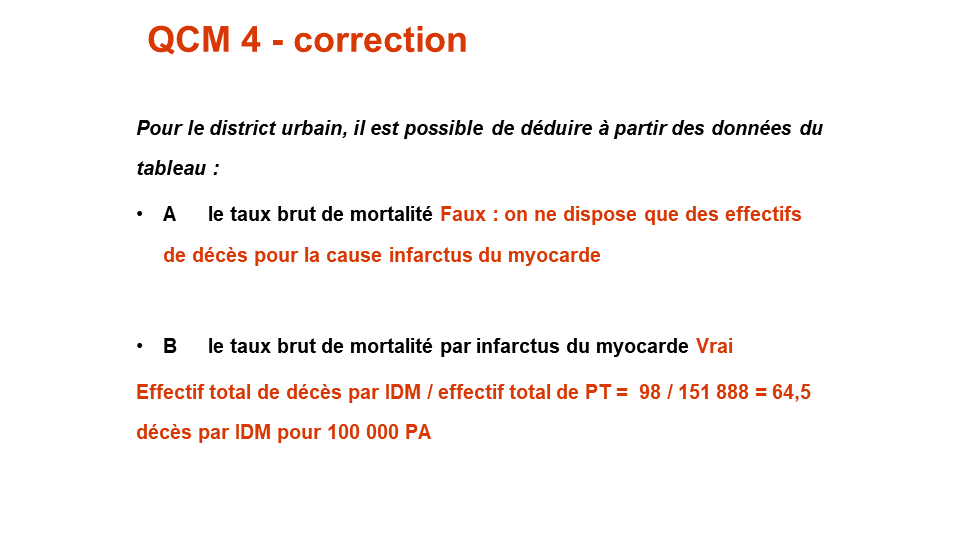 QCM 4 - correction
Pour le district urbain, il est possible de déduire à partir des données du
tableau :
• A le taux brut de mortalité Faux : on ne dispose que des effectifs
de décès pour la cause infarctus du myocarde
• B le taux brut de mortalité par infarctus du myocarde Vrai
Effectif total de décès par IDM / effectif total de PT = 98 / 151 888 = 64,5
décès par IDM pour 100 000 PA